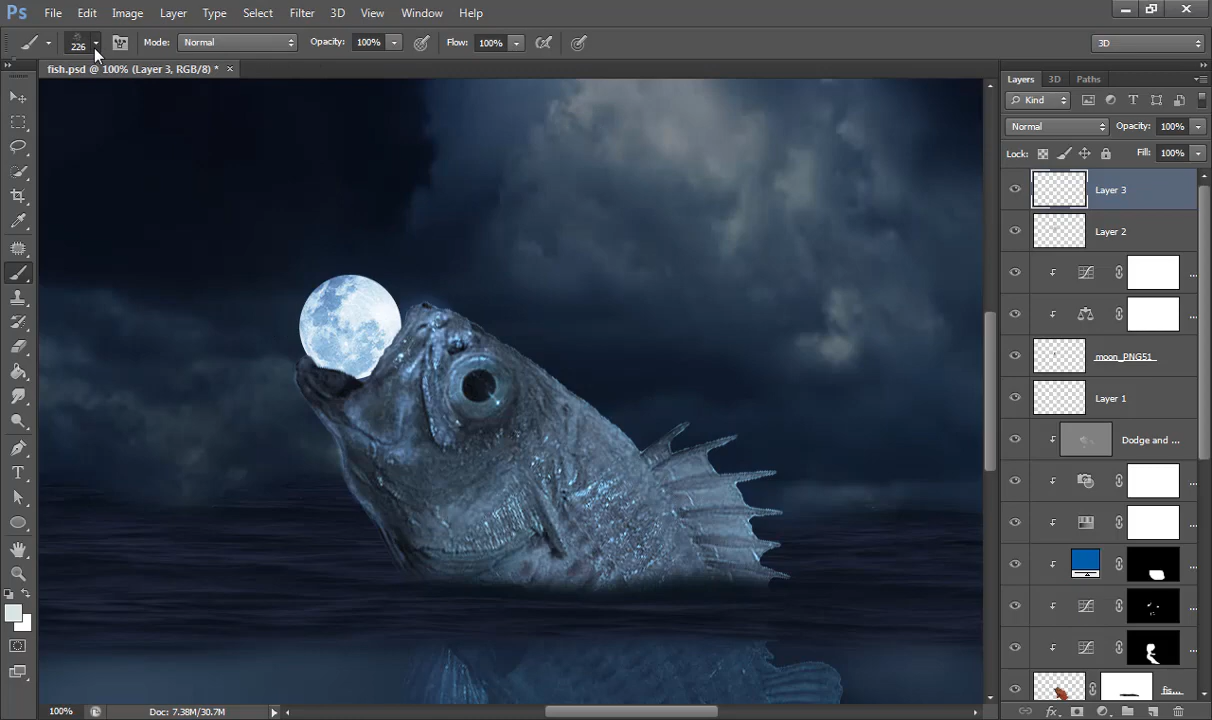 Ps File Edit Image Layer Type Select Filter 3D View Window Help
226 Mode: Normal Opacity: 100% Flow: 100% 3D
fish.psd @ 100% (Layer 3, RGB/8) *
Layers 3D Paths
Kind
Normal Opacity: 100%
Lock: Fill: 100%
Layer 3
Layer 2
...
...
moon_PNG51
Layer 1
Dodge and ...
...
...
...
...
...
fis...
fx
100% Doc: 7.38M/30.7M